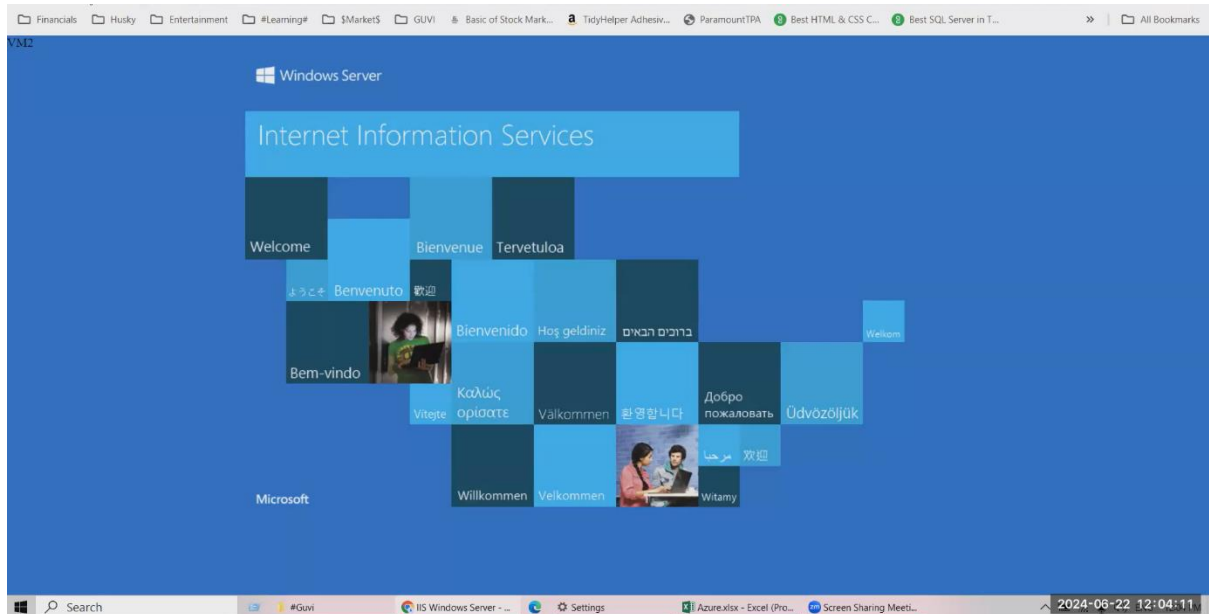 Financials Husky Entertainment #Learning# $Market$ GUVI Basic of Stock Mark... TidyHelper Adhesiv... ParamountTPA Best HTML & CSS C... Best SQL Server in T... » All Bookmarks
VM2
Windows Server
Internet Information Services
Welcome Bienvenue Tervetuloa
ようこそ Benvenuto 歡迎
Bienvenido Hoş geldiniz ברוכים הבאים Welkom
Bem-vindo
Vítejte Καλώς ορίσατε Välkommen 환영합니다 Добро пожаловать Üdvözöljük
مرحبا 欢迎
Microsoft Willkommen Velkommen Witamy
Search #Guvi IIS Windows Server - ... Settings Azure.xlsx - Excel (Pro... Screen Sharing Meeti... 2024-06-22 12:04:11